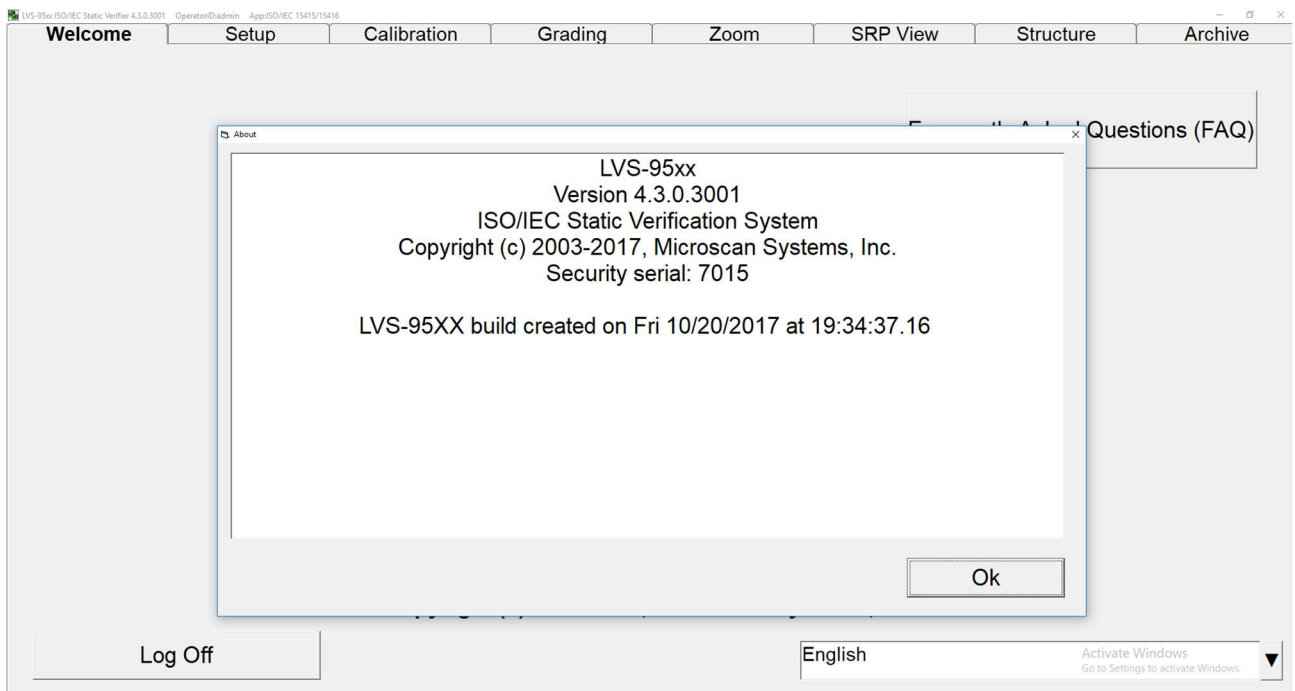 LVS-95xx ISO/IEC Static Verifier 4.3.0.3001 OperatorID:admin App:ISO/IEC 15415/15416
Welcome Setup Calibration Grading Zoom SRP View Structure Archive
Questions (FAQ)
About
LVS-95xx
Version 4.3.0.3001
ISO/IEC Static Verification System
Copyright (c) 2003-2017, Microscan Systems, Inc.
Security serial: 7015
LVS-95XX build created on Fri 10/20/2017 at 19:34:37.16
Ok
Log Off
English
Activate Windows
Go to Settings to activate Windows.